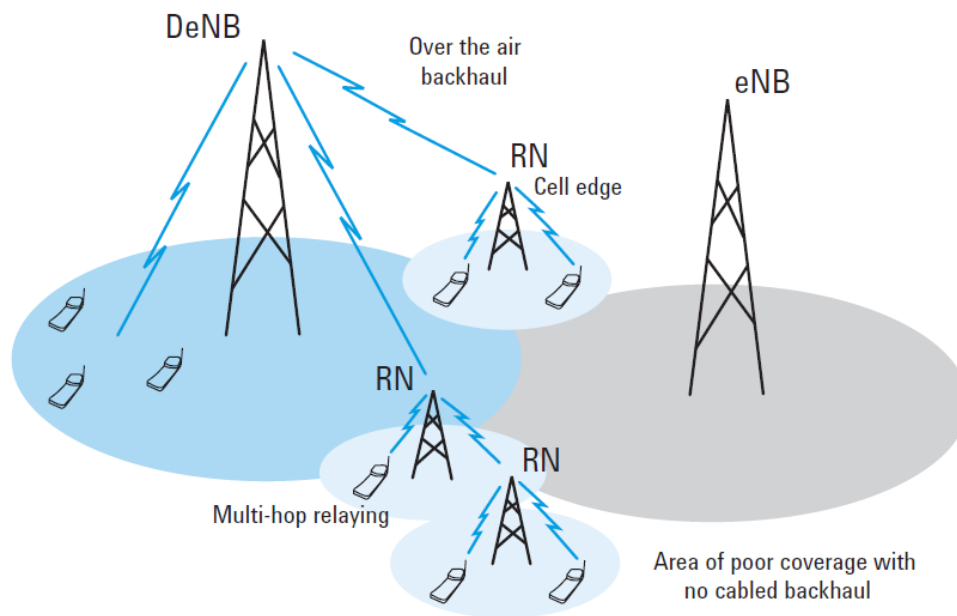 DeNB
Over the air
backhaul
eNB
RN
Cell edge
RN
RN
Multi-hop relaying
Area of poor coverage with
no cabled backhaul